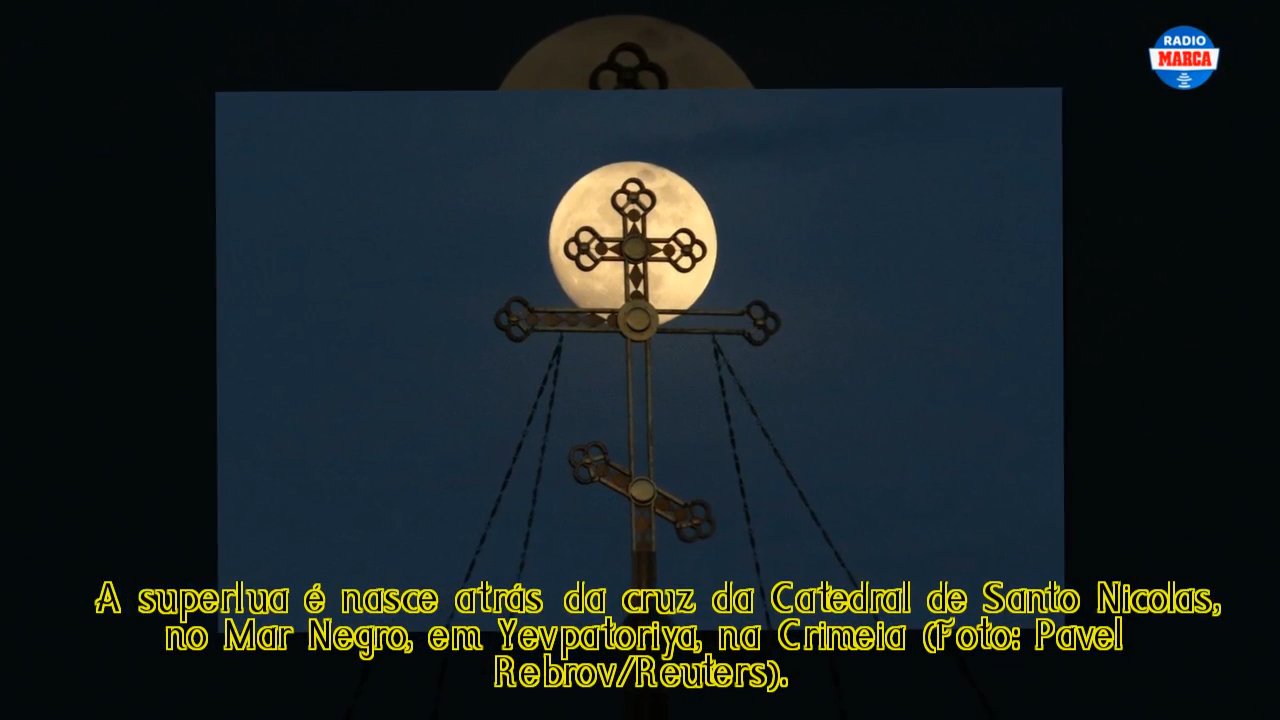 RADIO
MARCA
A superlua é nasce atrás da cruz da Catedral de Santo Nicolas,
no Mar Negro, em Yevpatoriya, na Crimeia (Foto: Pavel
Rebrov/Reuters).